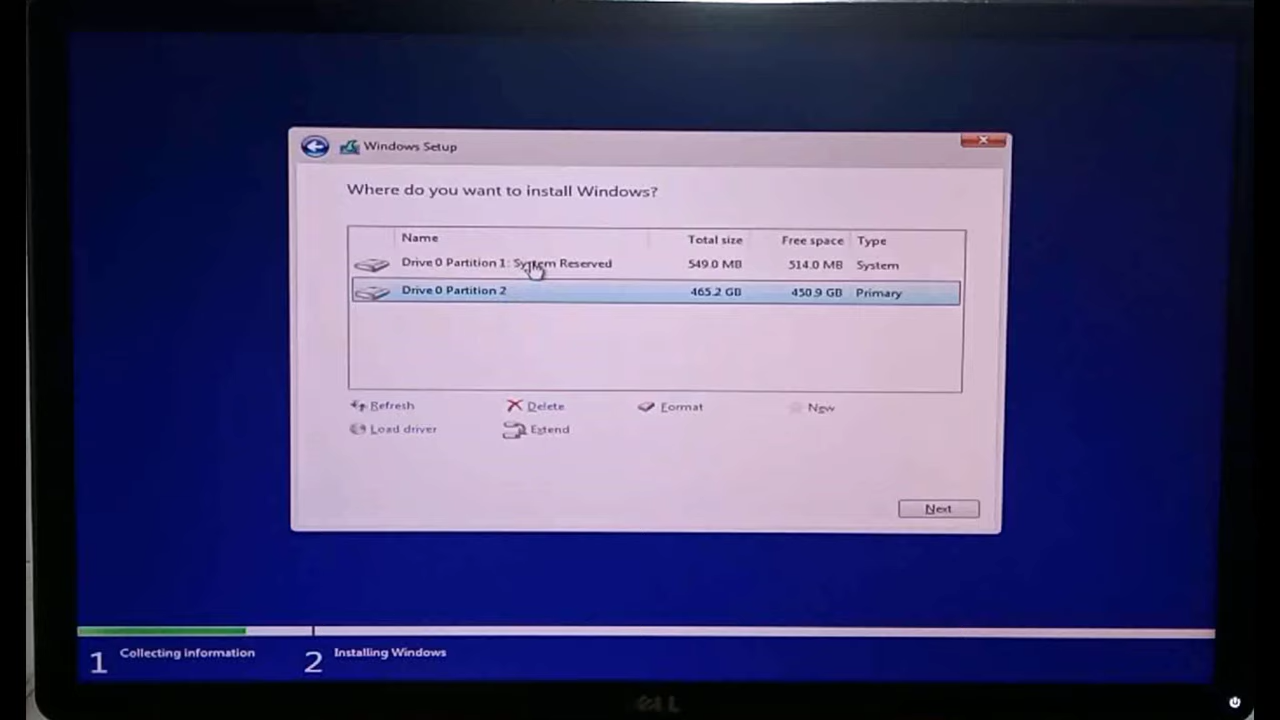 Windows Setup
Where do you want to install Windows?
Name Total size Free space Type
Drive 0 Partition 1: System Reserved 549.0 MB 514.0 MB System
Drive 0 Partition 2 465.2 GB 450.9 GB Primary
Refresh Delete Format New
Load driver Extend
Next
1 Collecting information 2 Installing Windows
DELL